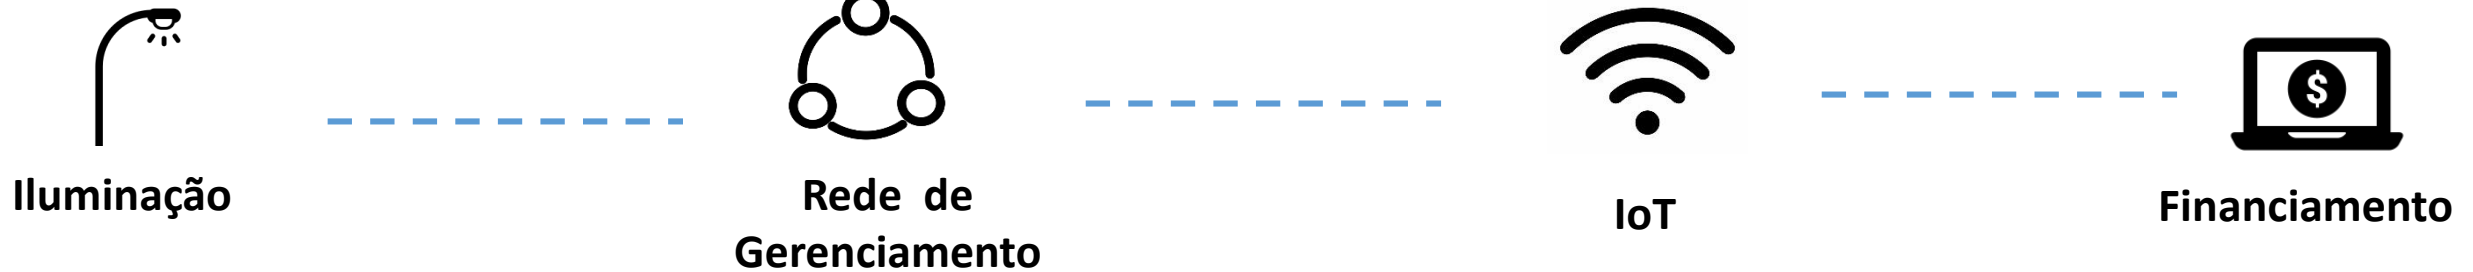 Iluminação
Rede de
Gerenciamento
IoT
$
Financiamento